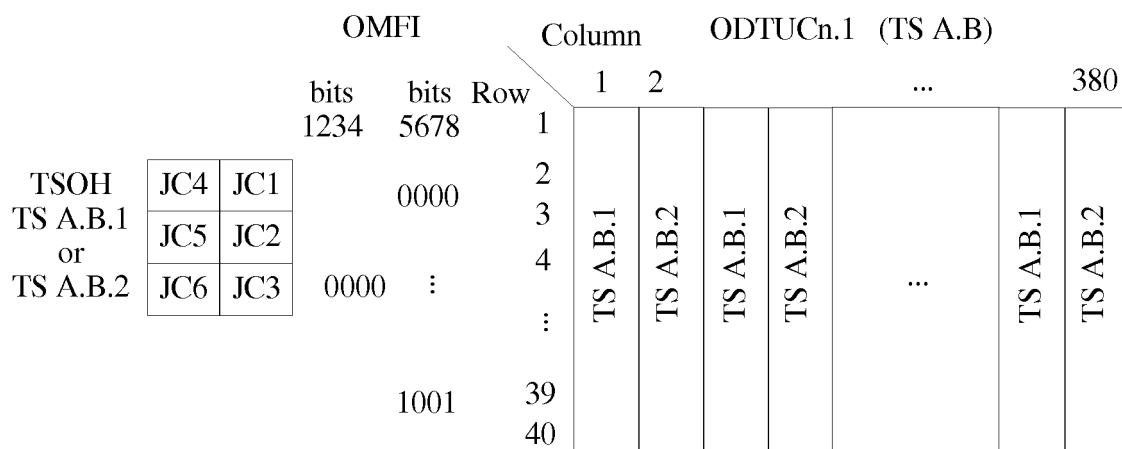 OMFI
Column
ODTUCn.1 (TS A.B)
1 2 ... 380
bits bits Row
1234 5678
1
2
3
4
⋮
39
40
TSOH
TS A.B.1
or
TS A.B.2
JC4 JC1
JC5 JC2
JC6 JC3
0000
0000 ⋮
1001
TS A.B.1
TS A.B.2
TS A.B.1
TS A.B.2
...
TS A.B.1
TS A.B.2